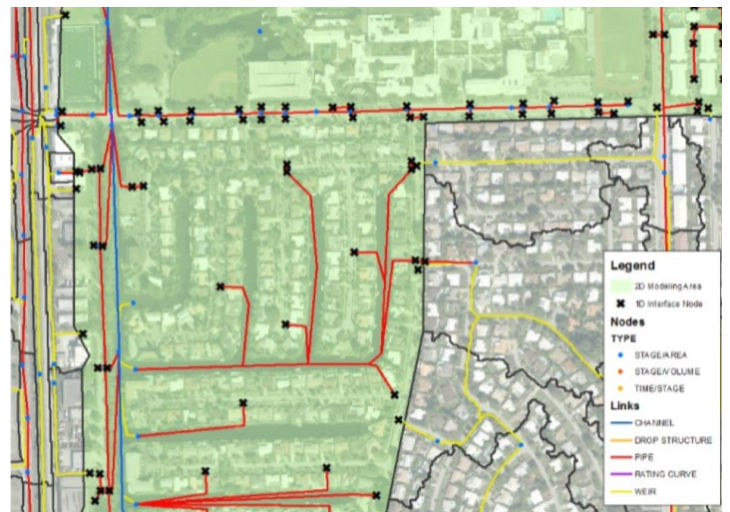 Legend
2D Modeling Area
1D Interface Node
Nodes
TYPE
STAGE/AREA
STAGE/VOLUME
TIME/STAGE
Links
CHANNEL
DROP STRUCTURE
PIPE
RATING CURVE
WEIR